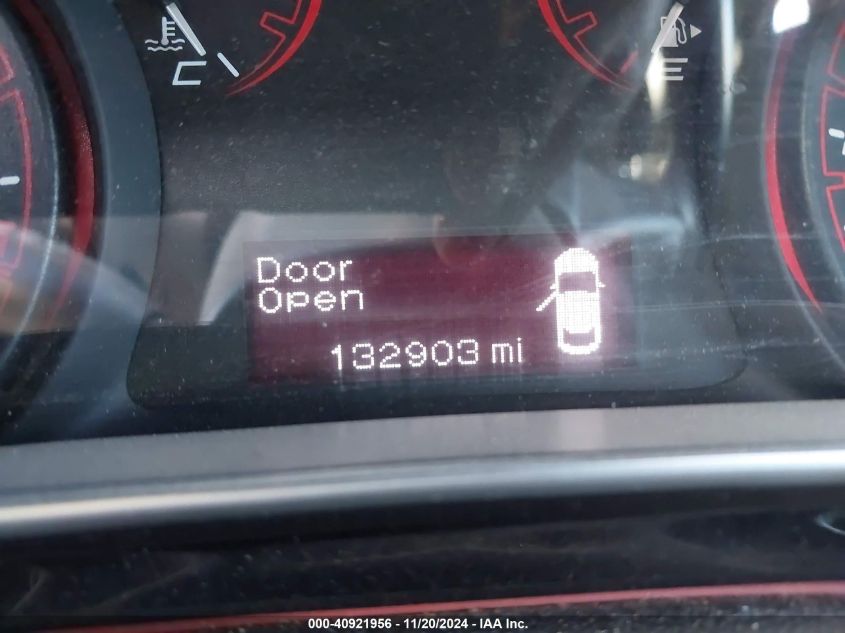 C E
Door
Open
132903 mi
000-40921956 - 11/20/2024 - IAA Inc.